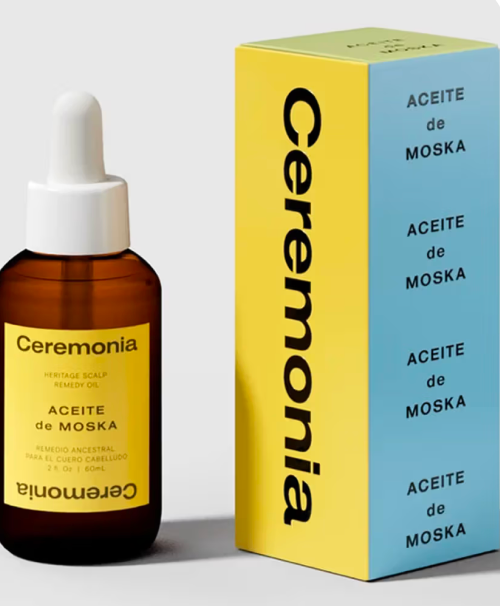 Ceremonia
HERITAGE SCALP
REMEDY OIL
ACEITE
de MOSKA
REMEDIO ANCESTRAL
PARA EL CUERO CABELLUDO
2 fl Oz | 60mL
Ceremonia
ACEITE
de
MOSKA
Ceremonia
ACEITE
de
MOSKA
ACEITE
de
MOSKA
ACEITE
de
MOSKA
ACEITE
de
MOSKA